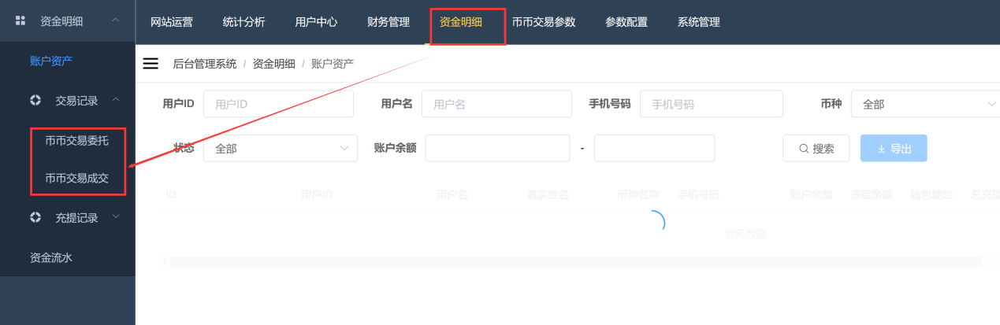 资金明细
网站运营 统计分析 用户中心 财务管理 资金明细 币币交易参数 参数配置 系统管理
账户资产
后台管理系统 / 资金明细 / 账户资产
交易记录
用户ID 用户ID 用户名 用户名 手机号码 手机号码 币种 全部
币币交易委托
状态 全部 账户余额 - 搜索 导出
币币交易成交
ID 用户ID 用户名 真实姓名 币种名称 手机号码 账户余额 冻结余额 钱包地址 总充值
充提记录
暂无数据
资金流水